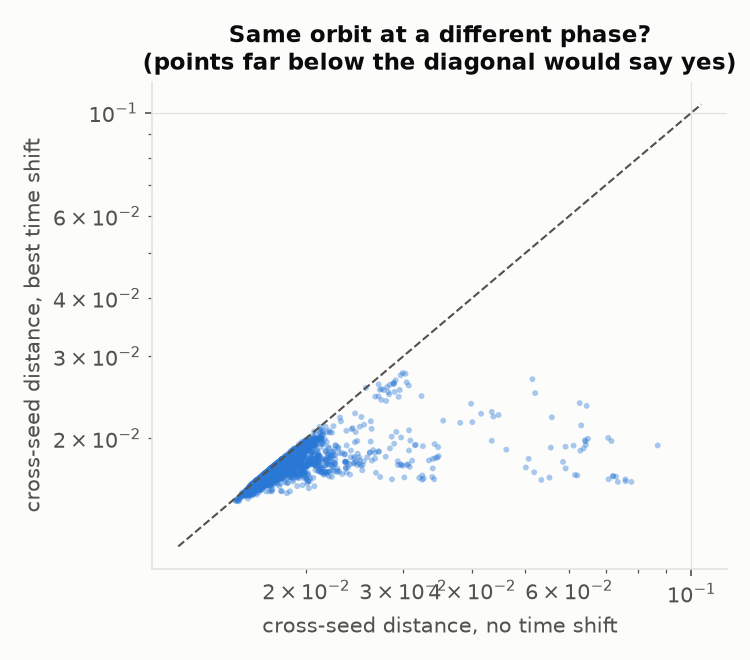 Same orbit at a different phase?
(points far below the diagonal would say yes)
cross-seed distance, best time shift
10⁻¹
6 × 10⁻²
4 × 10⁻²
3 × 10⁻²
2 × 10⁻²
2 × 10⁻² 3 × 10⁻² 4 × 10⁻² 6 × 10⁻² 10⁻¹
cross-seed distance, no time shift